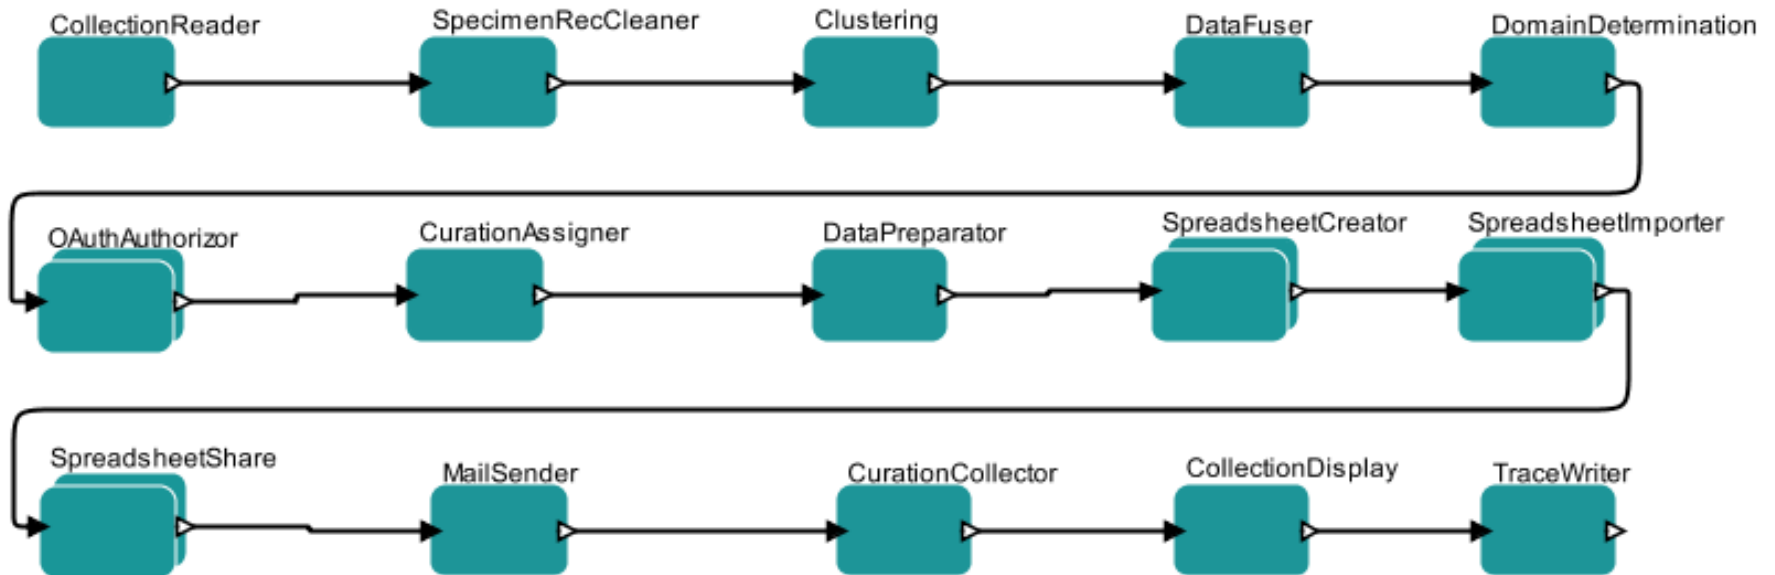 CollectionReader
SpecimenRecCleaner
Clustering
DataFuser
DomainDetermination
OAuthAuthorizor
CurationAssigner
DataPreparator
SpreadsheetCreator
SpreadsheetImporter
SpreadsheetShare
MailSender
CurationCollector
CollectionDisplay
TraceWriter